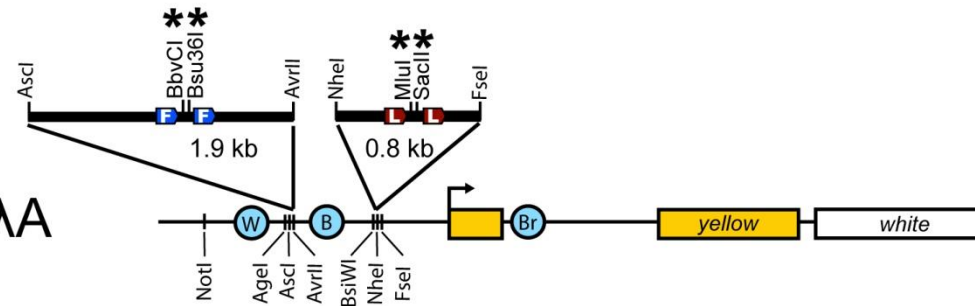 * *
AscI BbvCI Bsu36I AvrII NheI MluI SacII FseI
F F L L
1.9 kb 0.8 kb
λA
W B Br yellow white
NotI AgeI AscI AvrII BsiWI NheI FseI